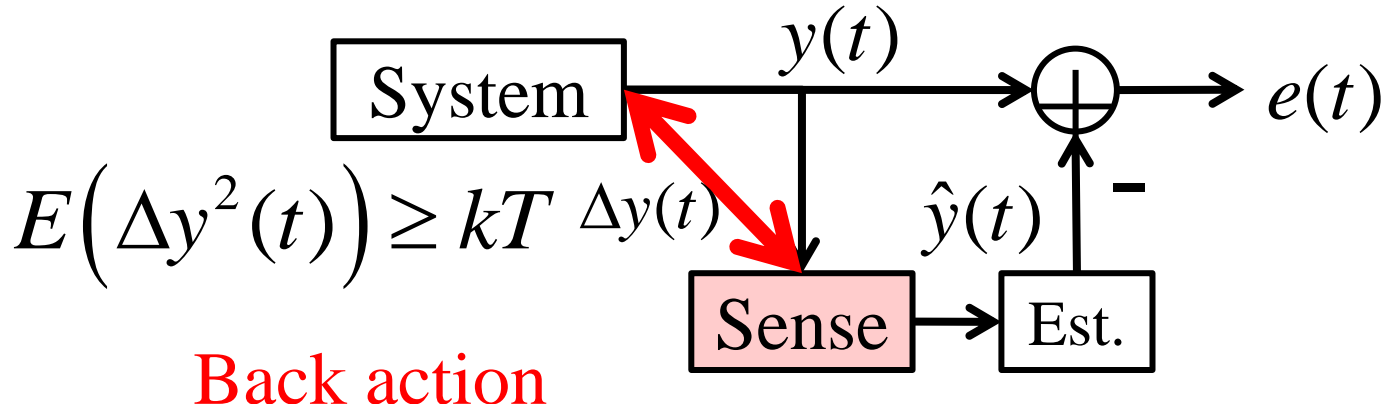 y(t)
System
e(t)
E(Δy²(t)) ≥ kT
Δy(t)
ŷ(t)
-
Sense
Est.
Back action